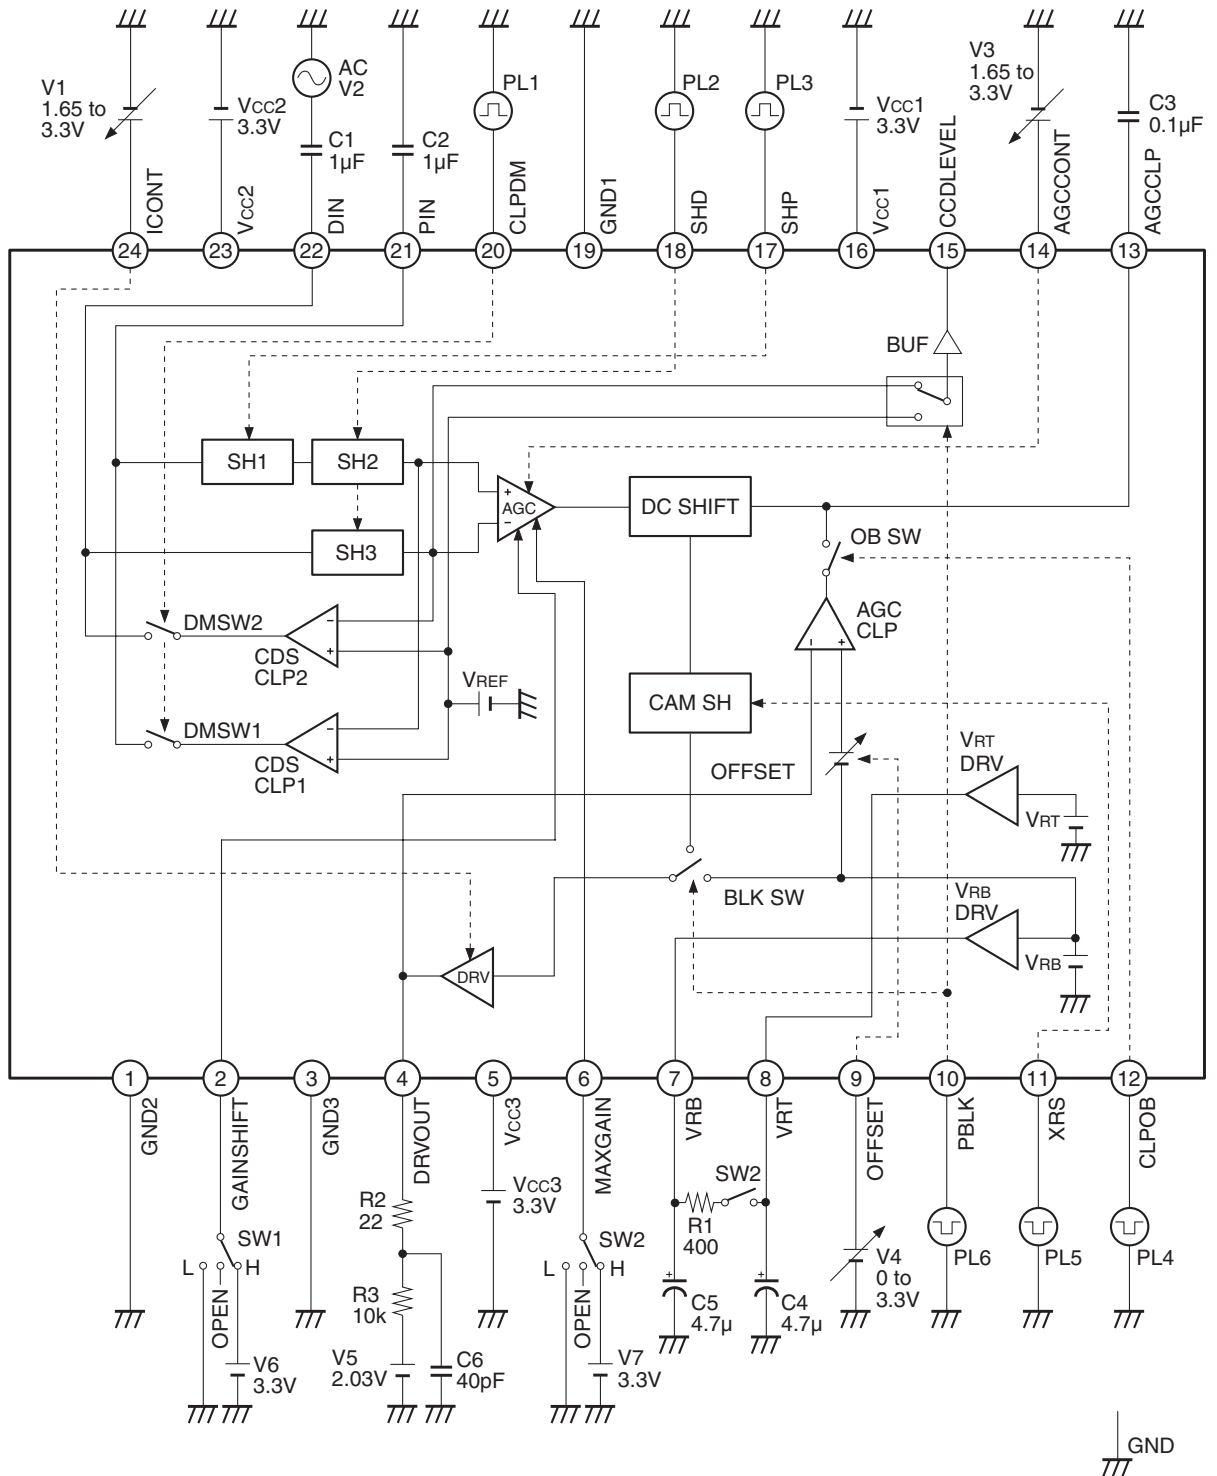 V1
1.65 to
3.3V
VCC2
3.3V
AC
V2
C1
1µF
C2
1µF
PL1
PL2
PL3
VCC1
3.3V
V3
1.65 to
3.3V
C3
0.1µF
ICONT
VCC2
DIN
PIN
CLPDM
GND1
SHD
SHP
VCC1
CCDLEVEL
AGCCONT
AGCCLP
24
23
22
21
20
19
18
17
16
15
14
13
BUF
SH1
SH2
SH3
+
AGC
−
DC SHIFT
OB SW
AGC
CLP
−
+
DMSW2
−
+
CDS
CLP2
VREF
CAM SH
DMSW1
−
+
CDS
CLP1
OFFSET
VRT
DRV
VRT
BLK SW
VRB
DRV
VRB
DRV
1
2
3
4
5
6
7
8
9
10
11
12
GND2
GAINSHIFT
GND3
DRVOUT
VCC3
MAXGAIN
VRB
VRT
OFFSET
PBLK
XRS
CLPOB
SW1
L
OPEN
H
V6
3.3V
R2
22
R3
10k
V5
2.03V
C6
40pF
VCC3
3.3V
SW2
L
OPEN
H
V7
3.3V
SW2
R1
400
+
C5
4.7µ
+
C4
4.7µ
V4
0 to
3.3V
PL6
PL5
PL4
GND